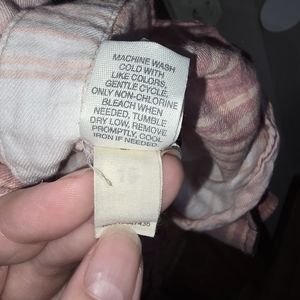 MACHINE WASH
COLD WITH
LIKE COLORS,
GENTLE CYCLE,
ONLY NON-CHLORINE
BLEACH WHEN
NEEDED, TUMBLE
DRY LOW, REMOVE
PROMPTLY, COOL
IRON IF NEEDED.